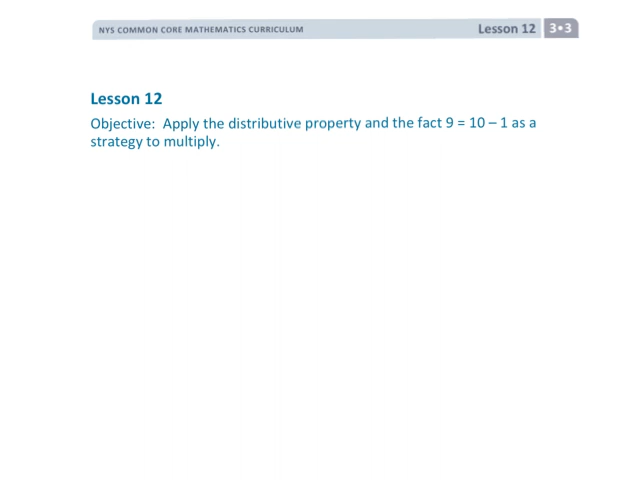 NYS COMMON CORE MATHEMATICS CURRICULUM Lesson 12 3•3
Lesson 12
Objective: Apply the distributive property and the fact 9 = 10 – 1 as a
strategy to multiply.